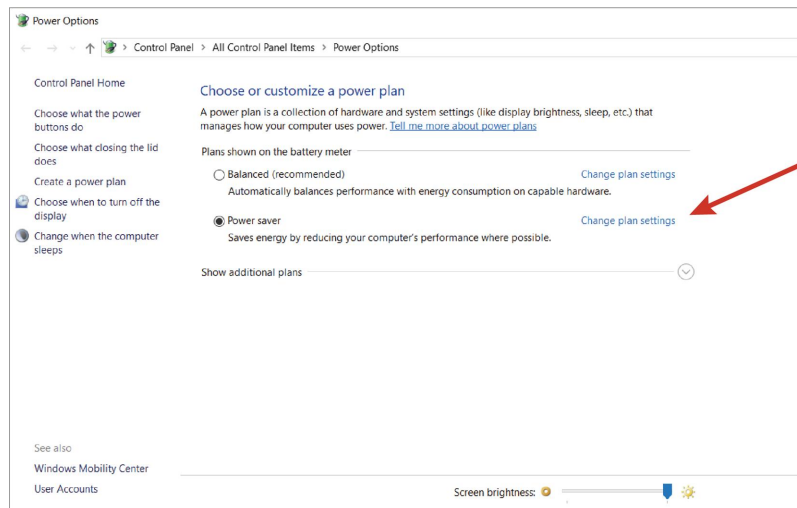 Power Options
Control Panel > All Control Panel Items > Power Options
Control Panel Home
Choose what the power
buttons do
Choose what closing the lid
does
Create a power plan
Choose when to turn off the
display
Change when the computer
sleeps
See also
Windows Mobility Center
User Accounts
Choose or customize a power plan
A power plan is a collection of hardware and system settings (like display brightness, sleep, etc.) that
manages how your computer uses power. Tell me more about power plans
Plans shown on the battery meter
Balanced (recommended) Change plan settings
Automatically balances performance with energy consumption on capable hardware.
Power saver Change plan settings
Saves energy by reducing your computer's performance where possible.
Show additional plans
Screen brightness: